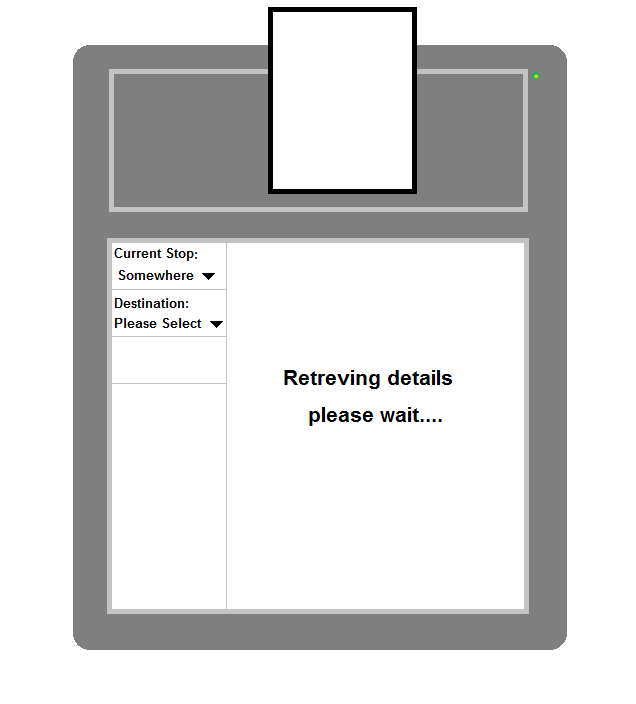 Current Stop:
Somewhere
Destination:
Please Select
Retreving details
please wait....